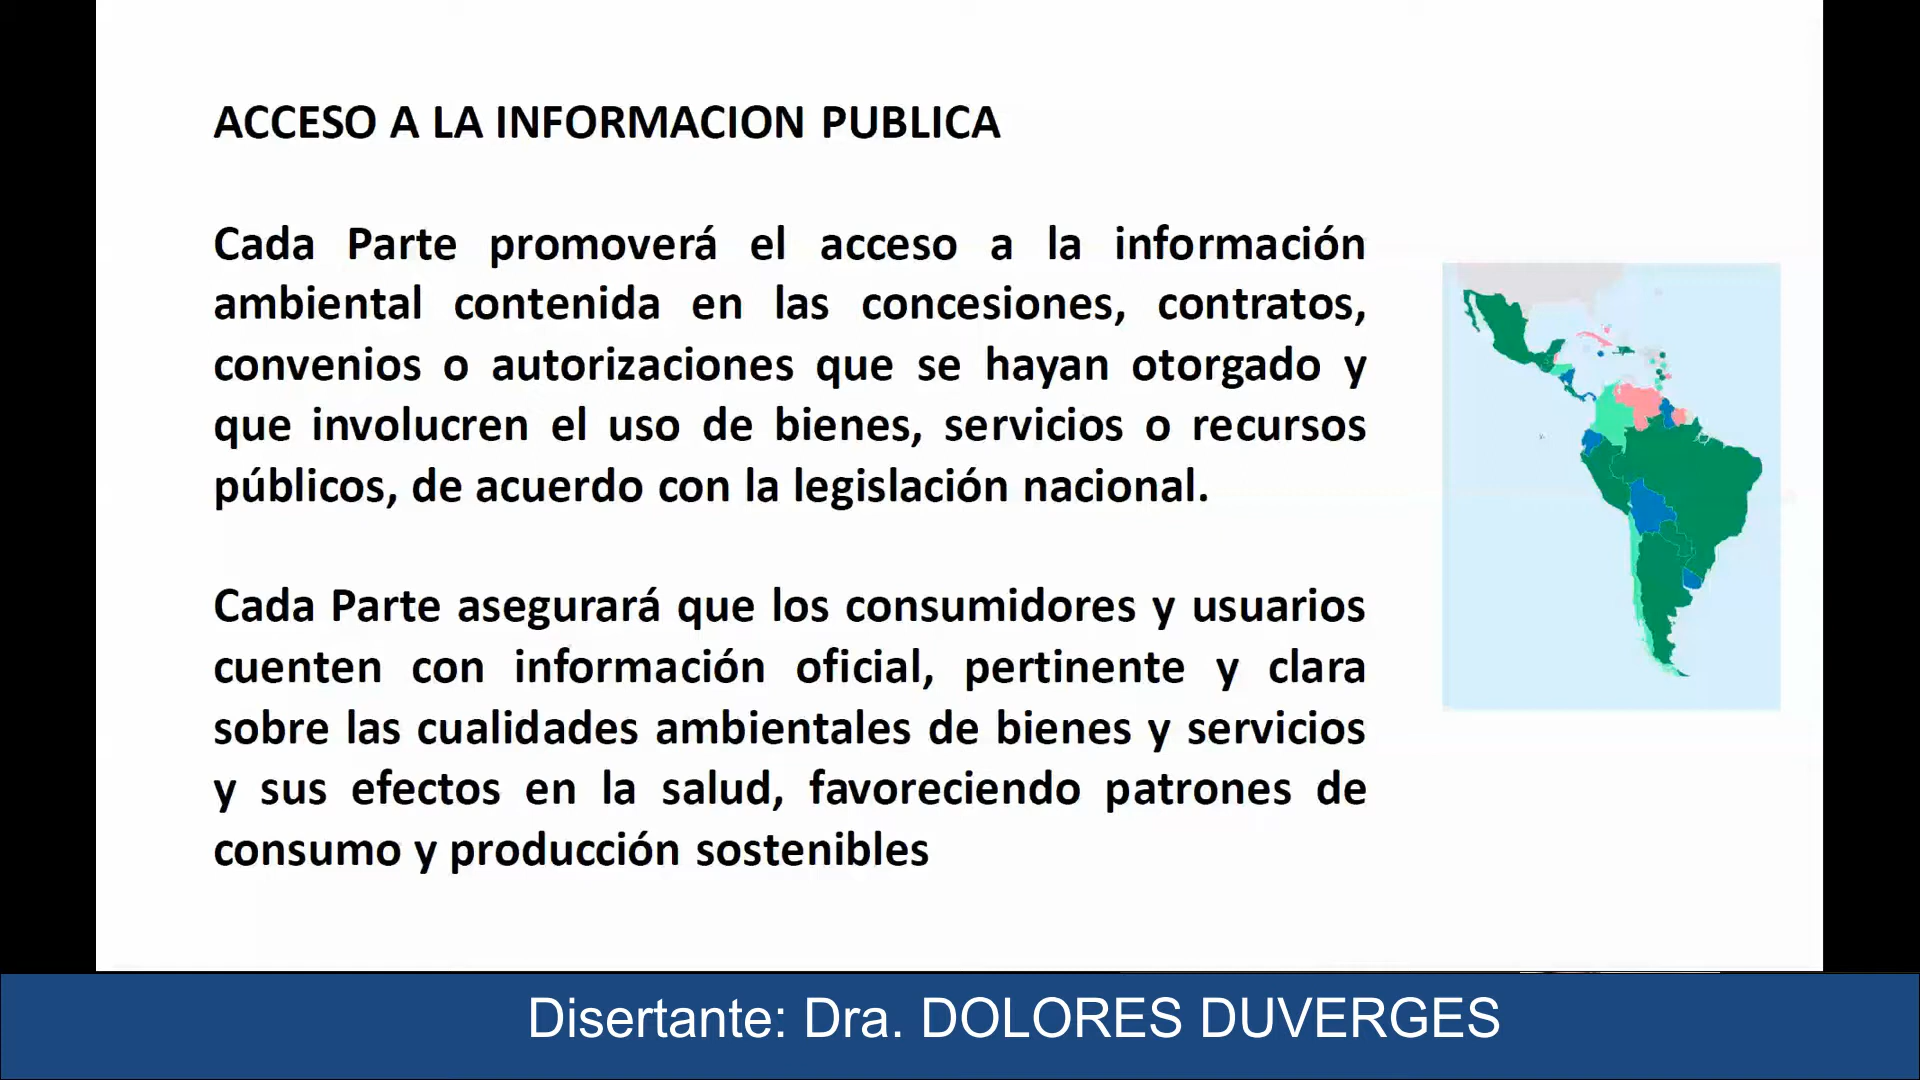 ACCESO A LA INFORMACION PUBLICA
Cada Parte promoverá el acceso a la información
ambiental contenida en las concesiones, contratos,
convenios o autorizaciones que se hayan otorgado y
que involucren el uso de bienes, servicios o recursos
públicos, de acuerdo con la legislación nacional.
Cada Parte asegurará que los consumidores y usuarios
cuenten con información oficial, pertinente y clara
sobre las cualidades ambientales de bienes y servicios
y sus efectos en la salud, favoreciendo patrones de
consumo y producción sostenibles
Disertante: Dra. DOLORES DUVERGES